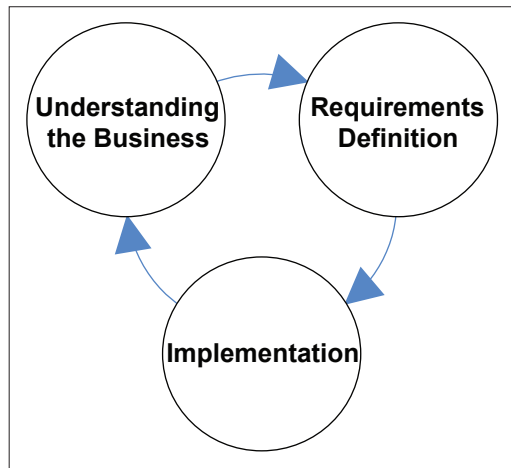 Understanding
the Business
Requirements
Definition
Implementation